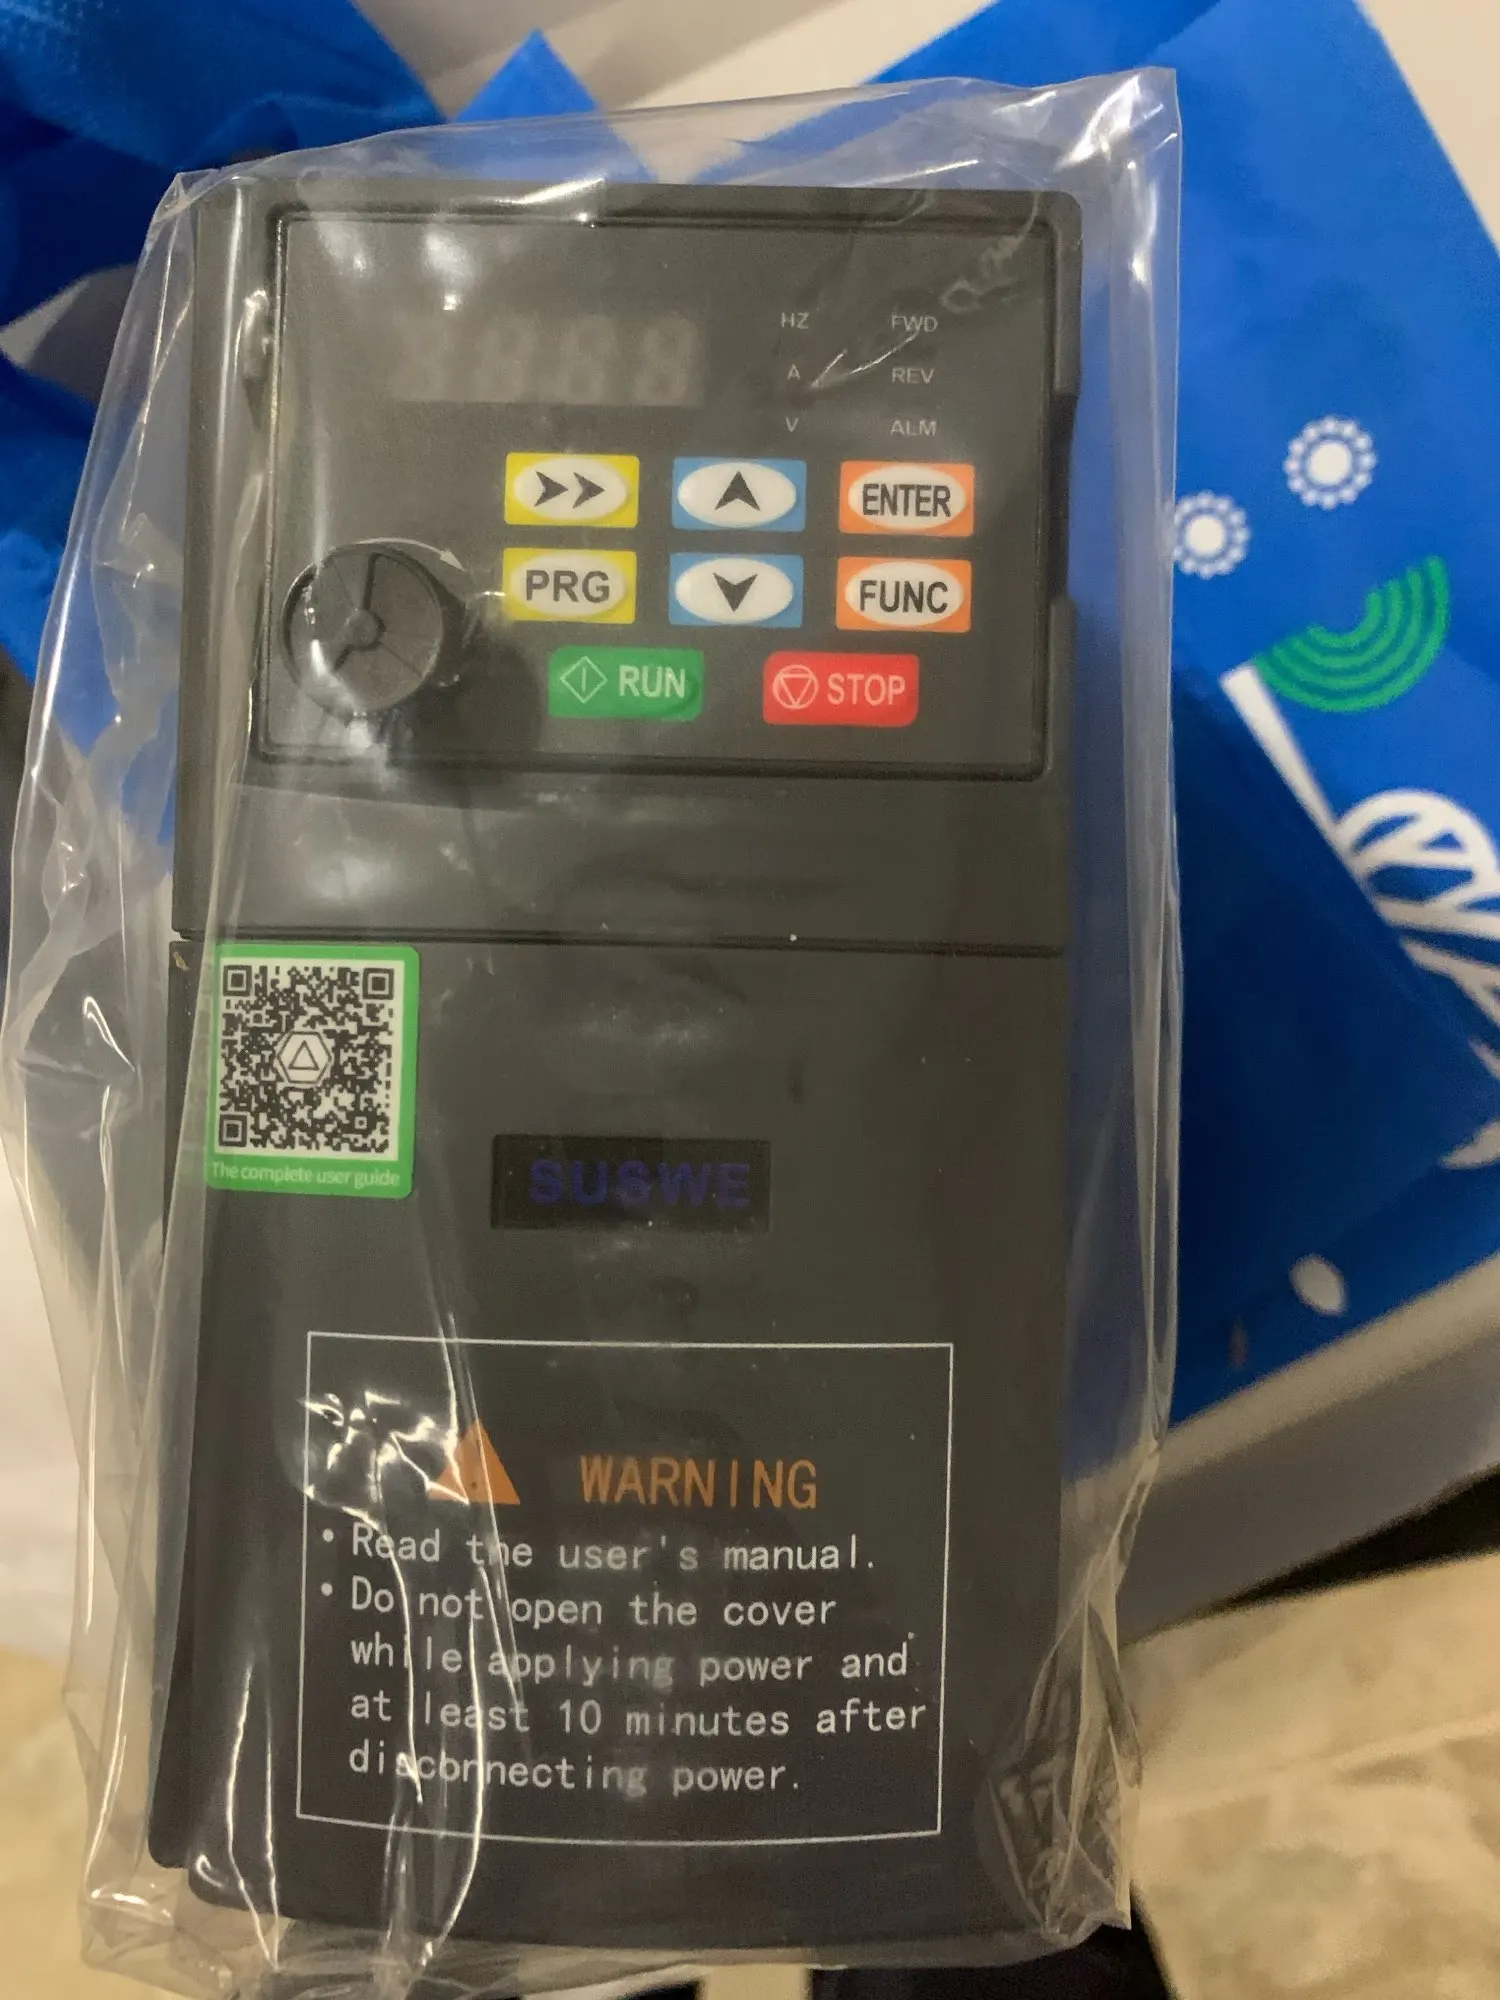 HZ FWD
A REV
V ALM
ENTER
PRG FUNC
RUN STOP
The complete user guide
SUSWE
WARNING
• Read the user's manual.
• Do not open the cover
while applying power and
at least 10 minutes after
disconnecting power.